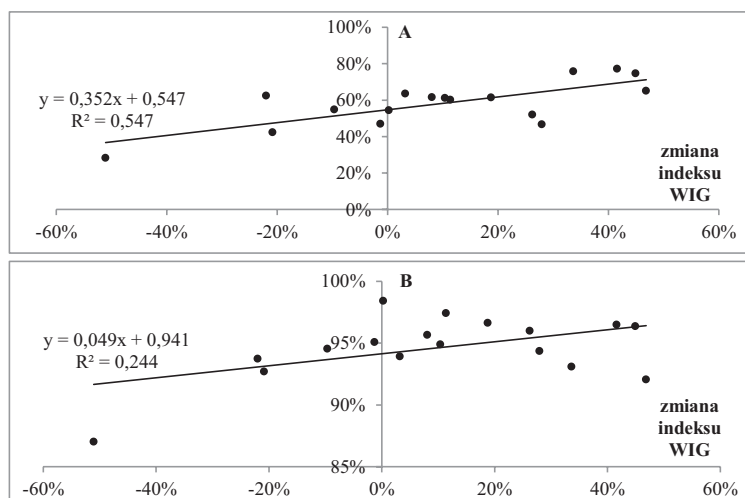 100%
A
80%
y = 0,352x + 0,547
R² = 0,547
60%
40%
zmiana
indeksu
WIG
20%
0%
-60% -40% -20% 0% 20% 40% 60%
100%
B
y = 0,049x + 0,941
R² = 0,244
95%
90%
zmiana
indeksu
WIG
85%
-60% -40% -20% 0% 20% 40% 60%